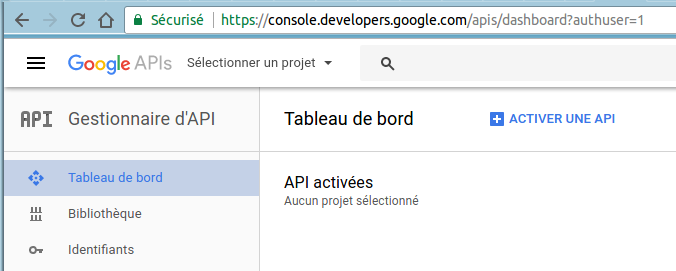 Sécurisé https://console.developers.google.com/apis/dashboard?authuser=1
Google APIs Sélectionner un projet
API Gestionnaire d'API Tableau de bord ACTIVER UNE API
Tableau de bord
API activées
Aucun projet sélectionné
Bibliothèque
Identifiants